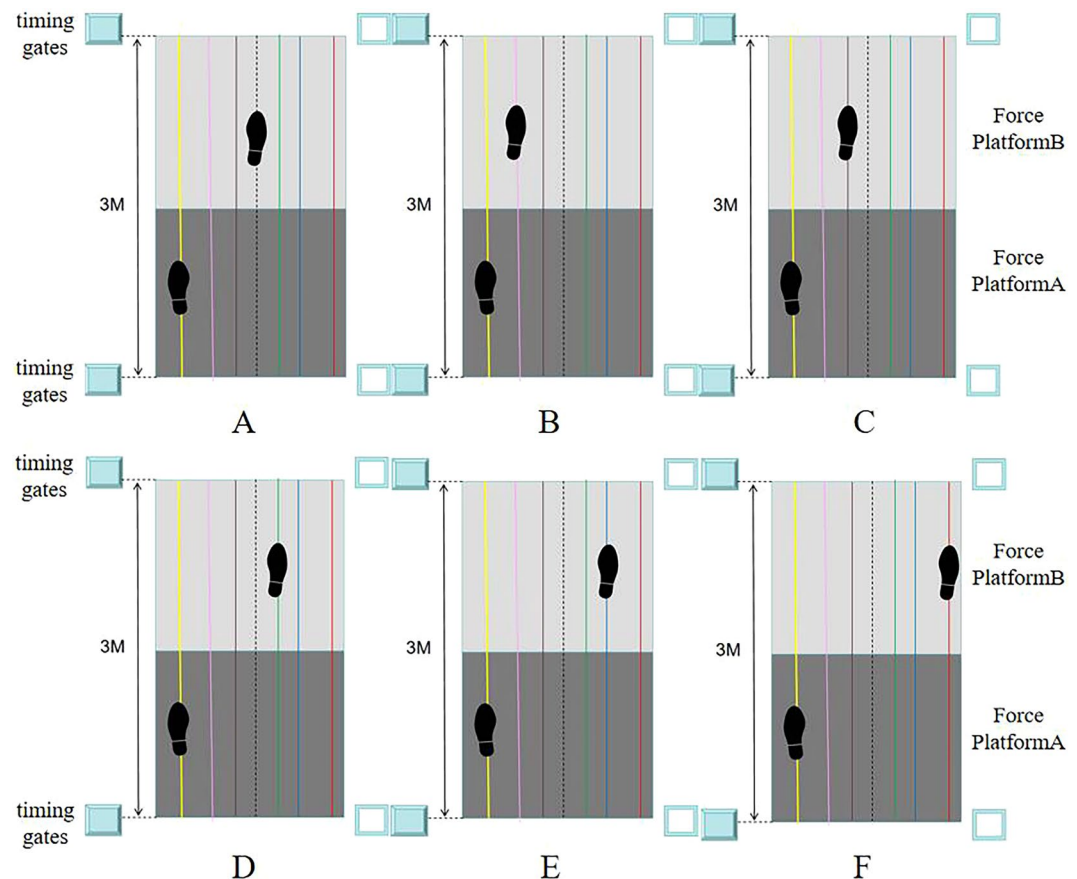 timing
gates
3M
3M
3M
Force
PlatformB
Force
PlatformA
timing
gates
A
B
C
timing
gates
3M
3M
3M
Force
PlatformB
Force
PlatformA
timing
gates
D
E
F